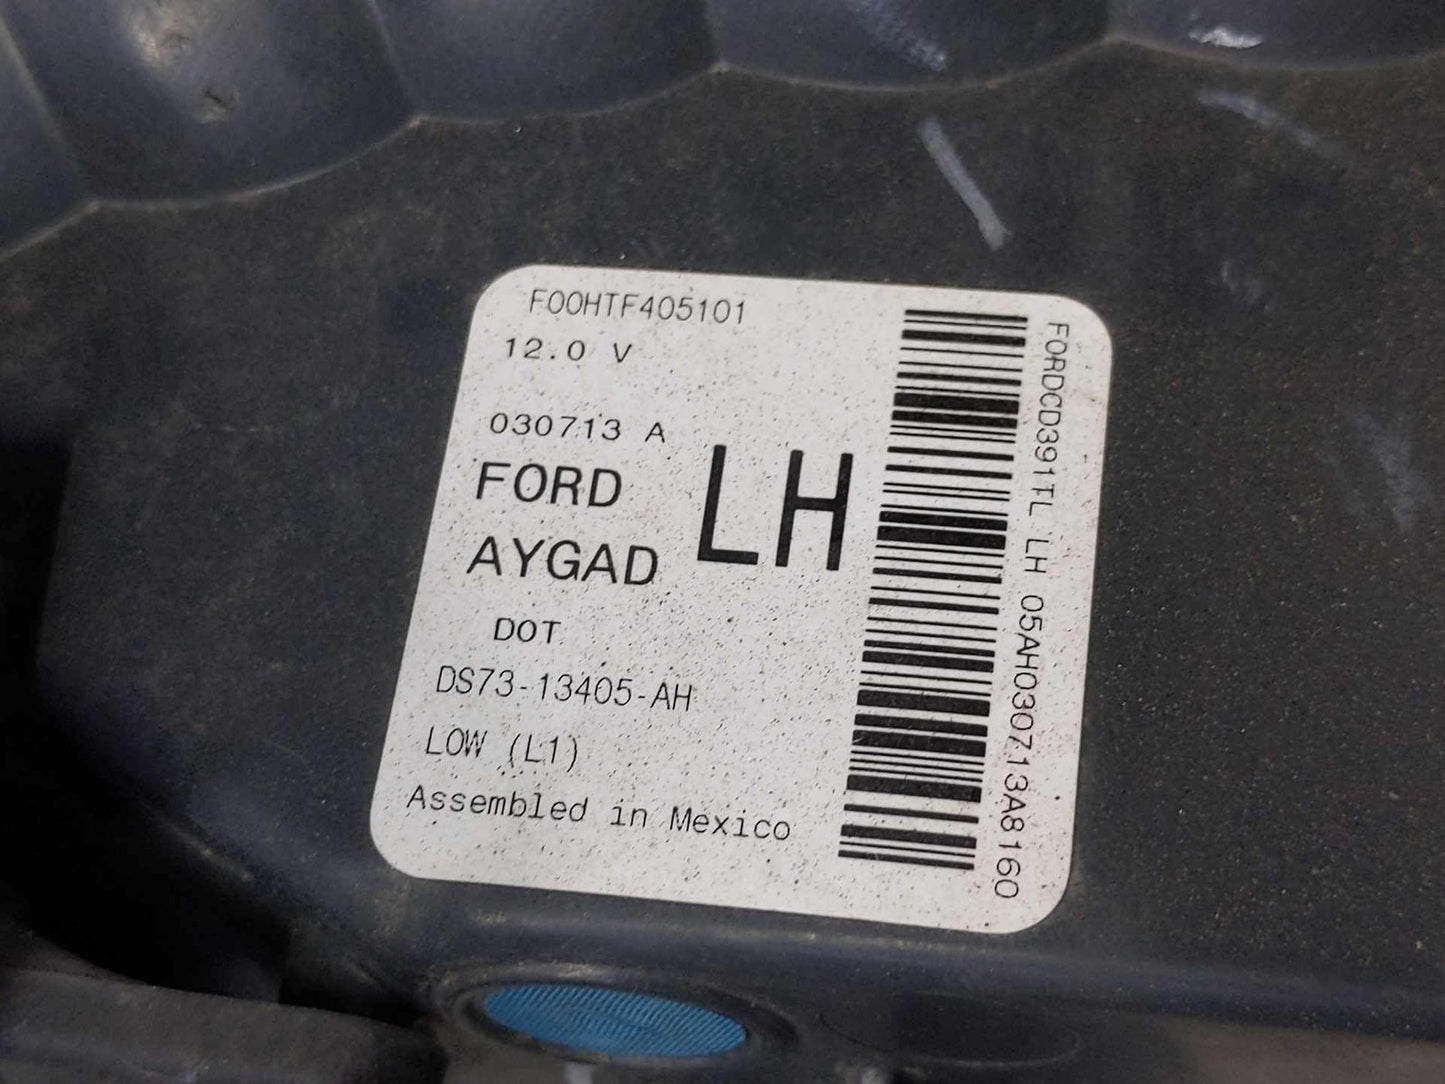 F00HTF405101
12.0 V
030713 A
FORD
LH
AYGAD
DOT
DS73-13405-AH
LOW (L1)
Assembled in Mexico
FORDCD391TL LH 05AH030713A8160